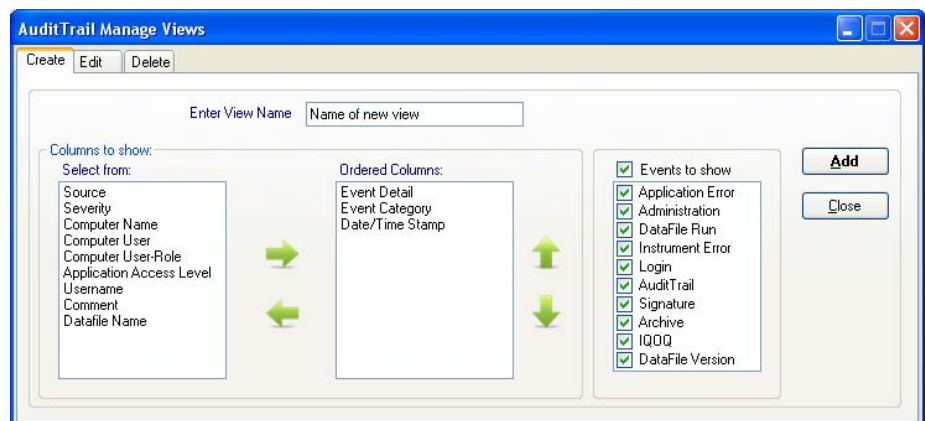 AuditTrail Manage Views
Create Edit Delete
Enter View Name Name of new view
Columns to show:
Select from:
Source
Severity
Computer Name
Computer User
Computer User-Role
Application Access Level
Username
Comment
Datafile Name
Ordered Columns:
Event Detail
Event Category
Date/Time Stamp
Events to show
Application Error
Administration
DataFile Run
Instrument Error
Login
AuditTrail
Signature
Archive
IQOQ
DataFile Version
Add
Close